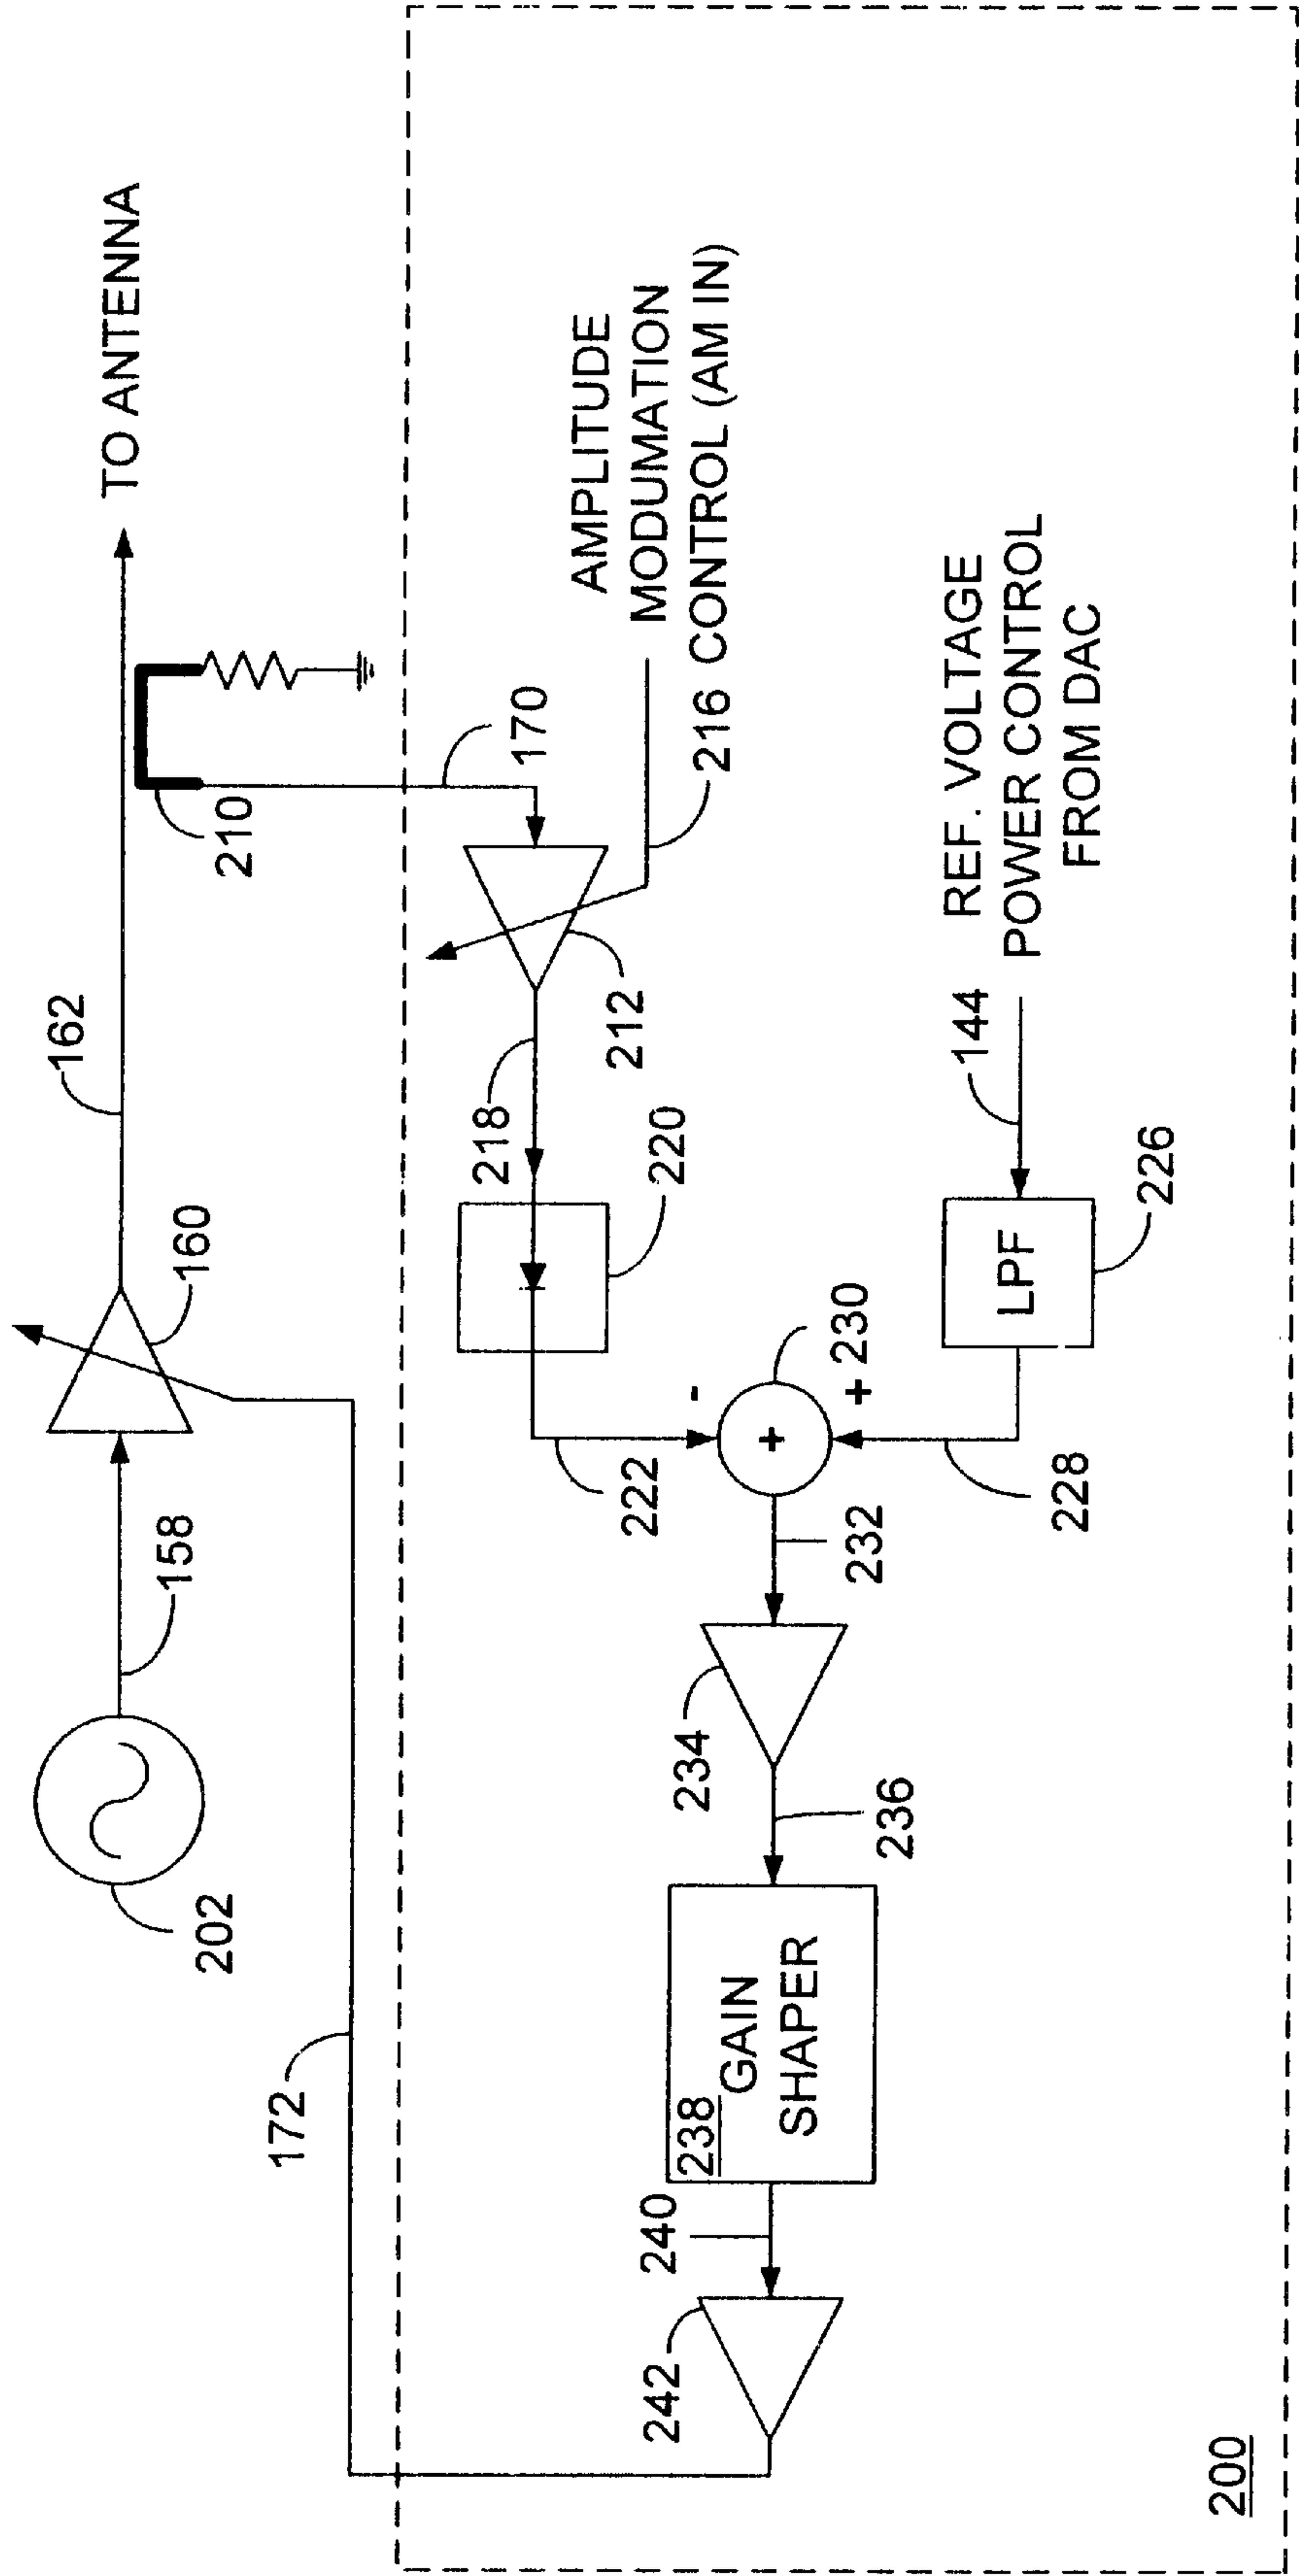 202
158
160
162
TO ANTENNA
172
210
170
218
212
220
AMPLITUDE
MODUMATION
216 CONTROL (AM IN)
222
-
+
+
230
228
232
234
236
238
GAIN
SHAPER
240
242
LPF
226
144
REF. VOLTAGE
POWER CONTROL
FROM DAC
200